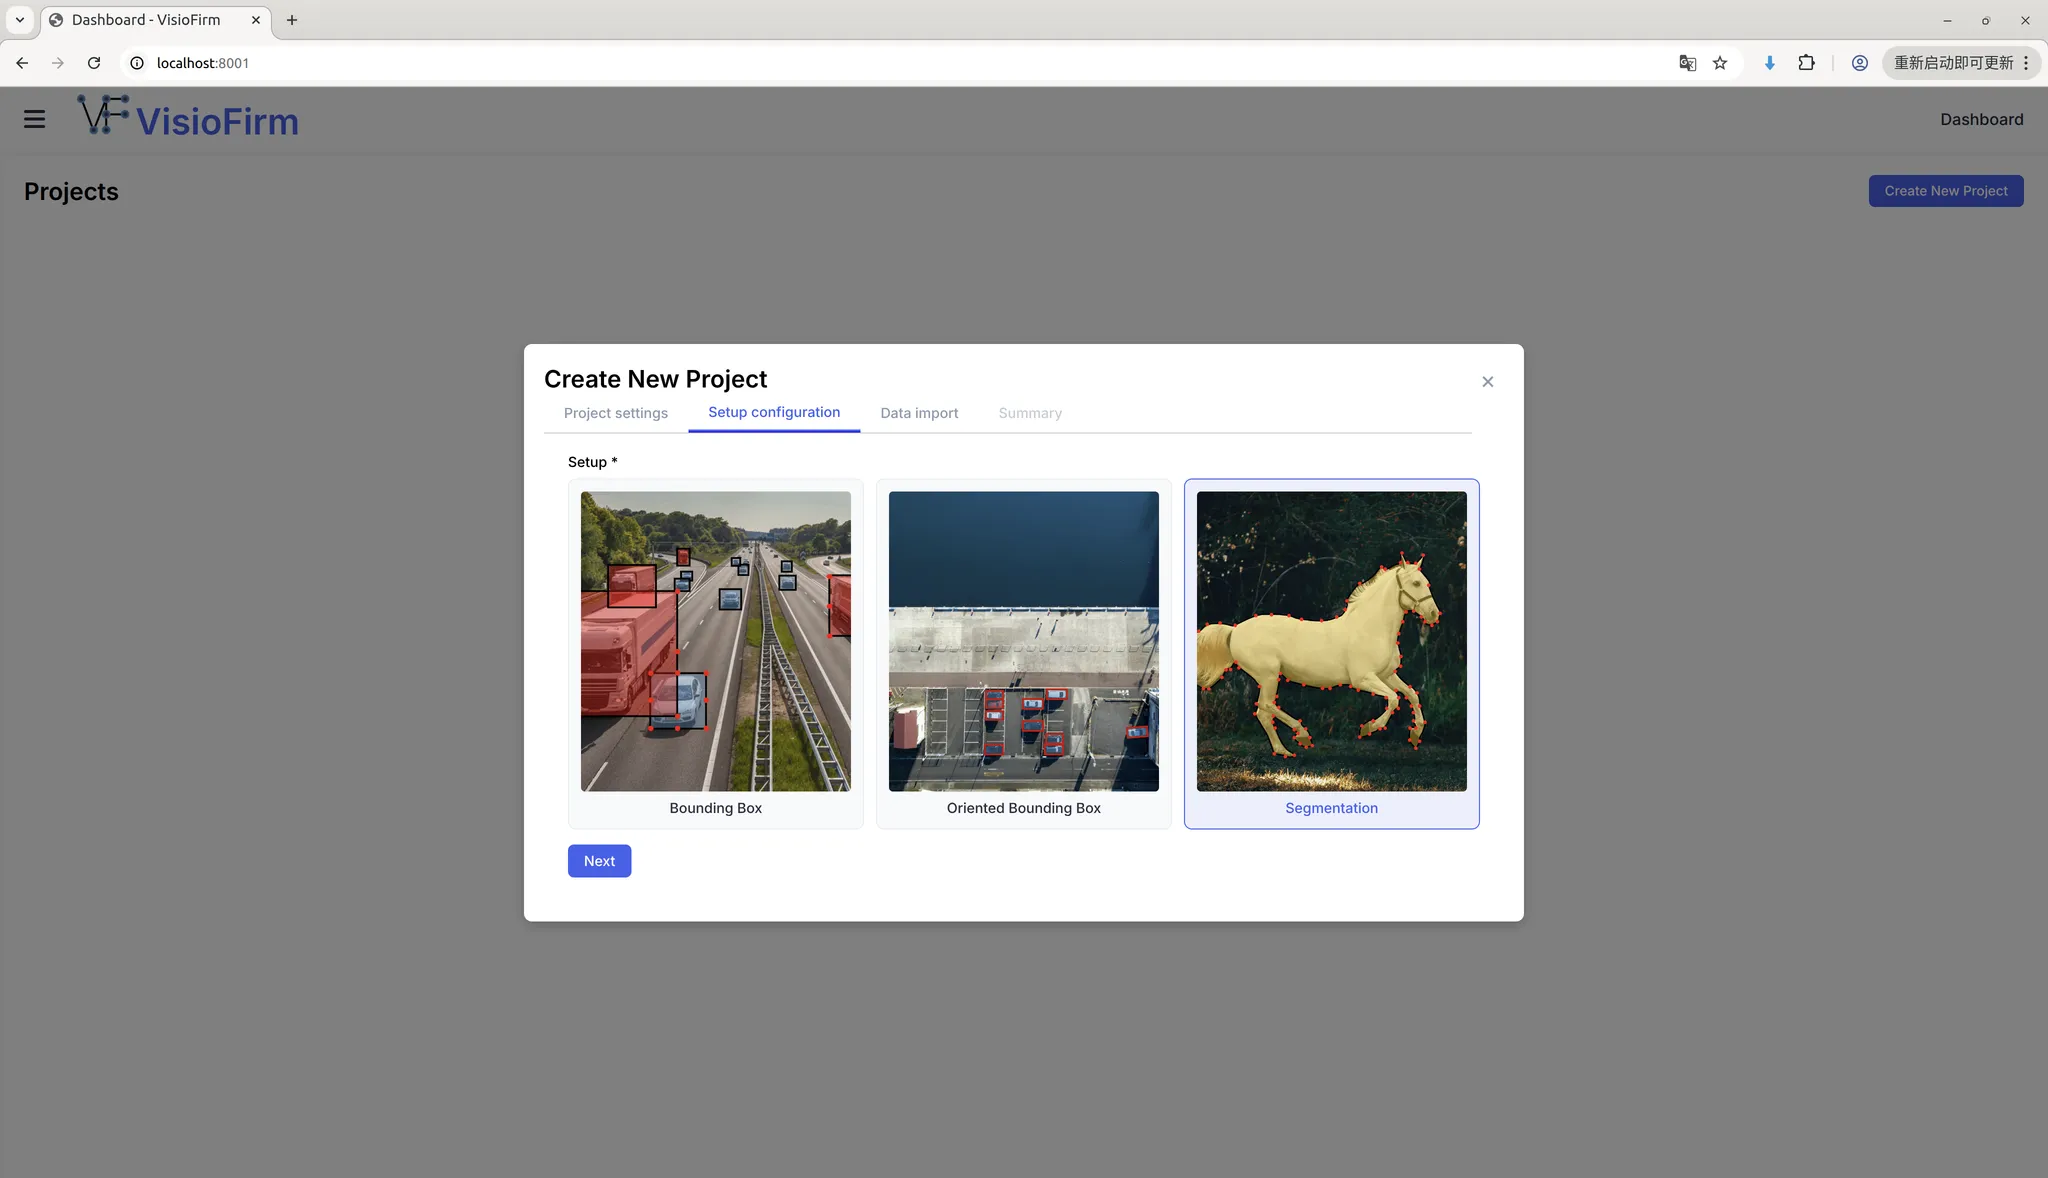 Dashboard - VisioFirm
localhost:8001
重新启动即可更新
VF VisioFirm
Dashboard
Projects
Create New Project
Create New Project
Project settings
Setup configuration
Data import
Summary
Setup *
Bounding Box
Oriented Bounding Box
Segmentation
Next